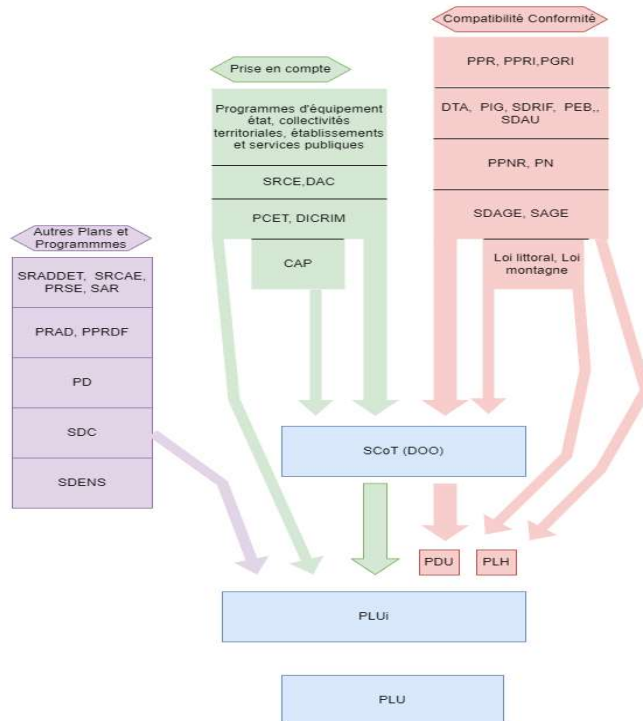 Compatibilité Conformité
PPR, PPRI,PGRI
DTA, PIG, SDRIF, PEB,,
SDAU
PPNR, PN
SDAGE, SAGE
Loi littoral, Loi
montagne
Prise en compte
Programmes d'équipement
état, collectivités
territoriales, établissements
et services publiques
SRCE,DAC
PCET, DICRIM
CAP
Autres Plans et
Programmmes
SRADDET, SRCAE,
PRSE, SAR
PRAD, PPRDF
PD
SDC
SDENS
SCoT (DOO)
PDU
PLH
PLUi
PLU